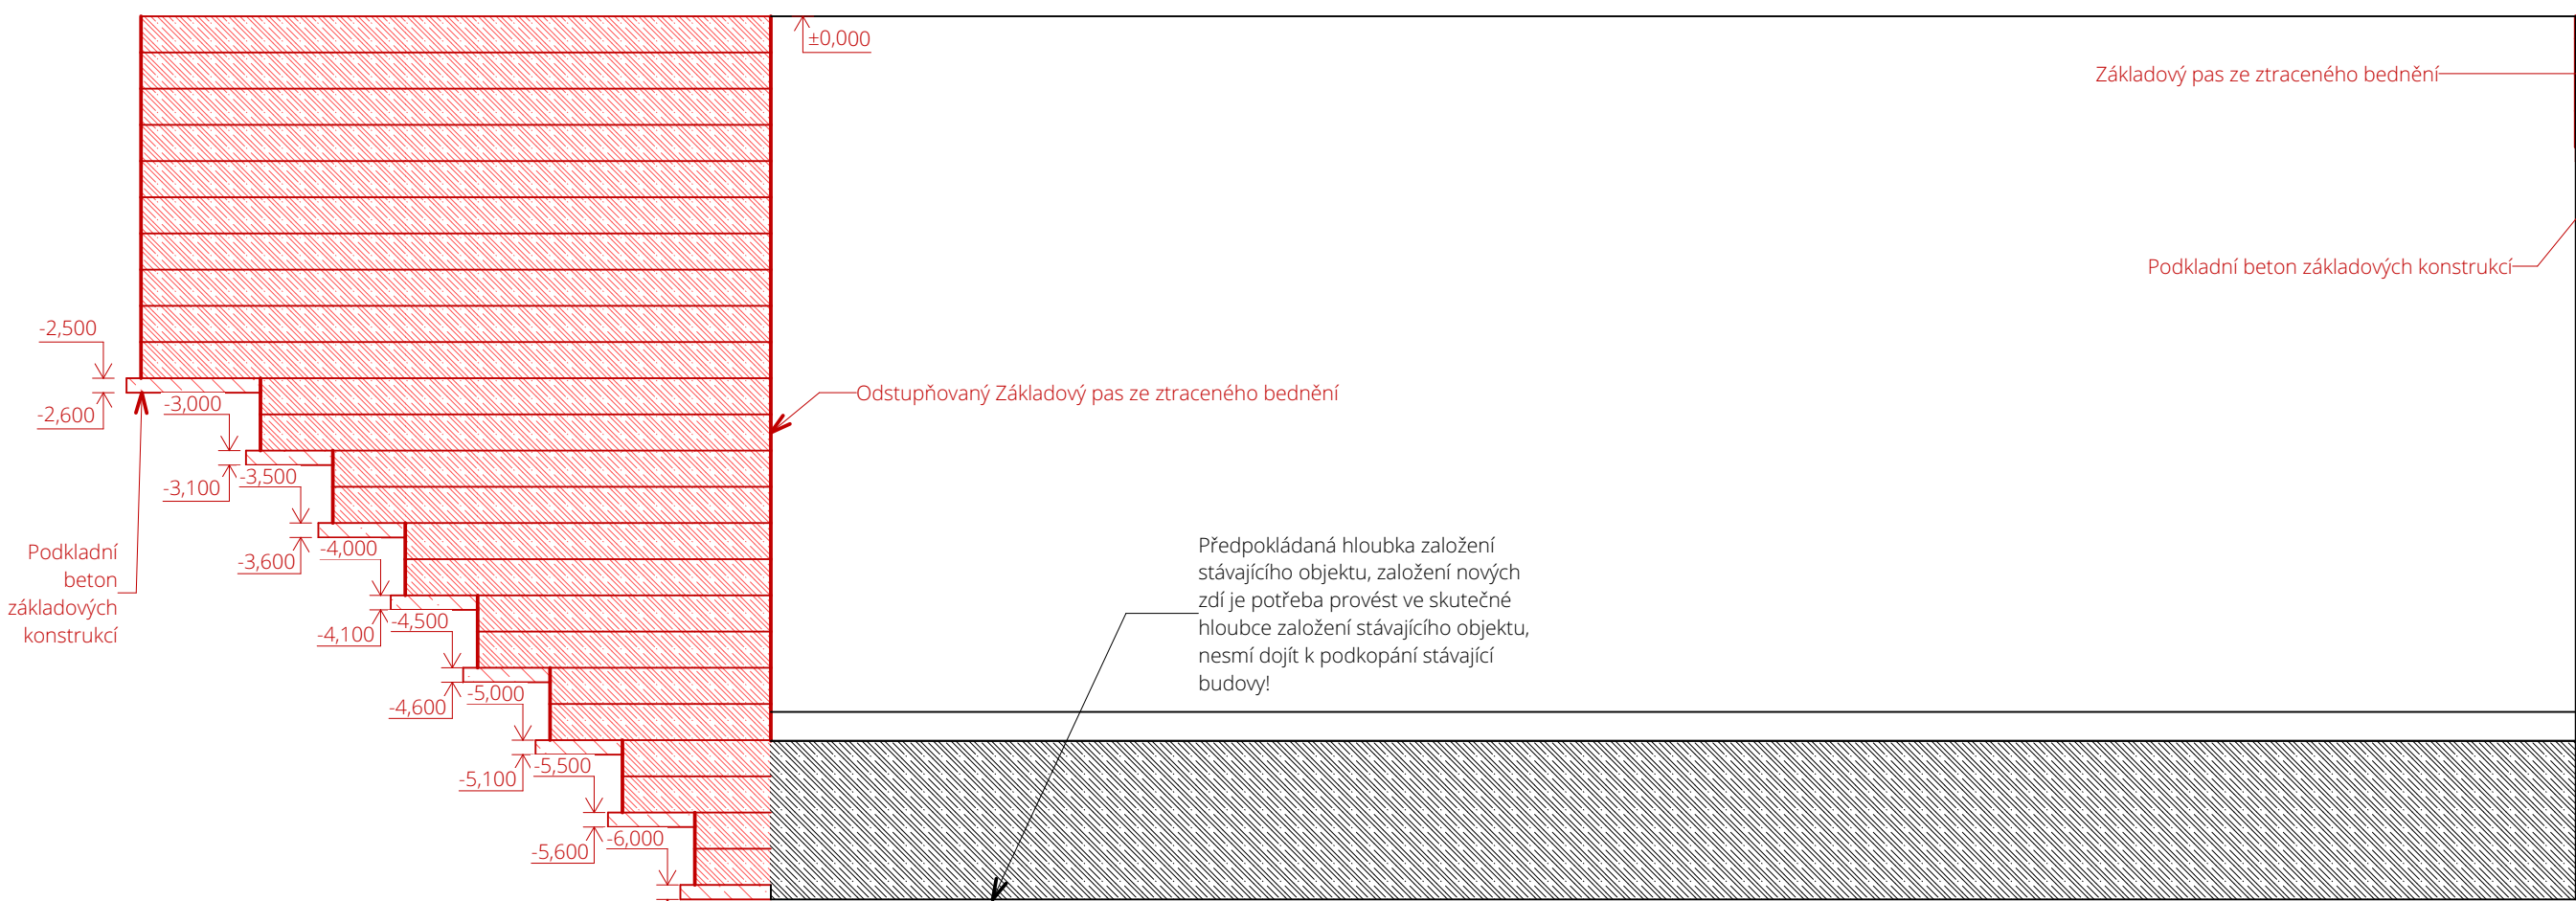 ±0,000
Základový pas ze ztraceného bednění
Podkladní beton základových konstrukcí
-2,500
-2,600
-3,000
Odstupňovaný Základový pas ze ztraceného bednění
-3,100
-3,500
Podkladní
beton
základových
konstrukcí
-3,600
-4,000
Předpokládaná hloubka založení
stávajícího objektu, založení nových
zdí je potřeba provést ve skutečné
hloubce založení stávajícího objektu,
nesmí dojít k podkopání stávající
budovy!
-4,100
-4,500
-4,600
-5,000
-5,100
-5,500
-5,600
-6,000